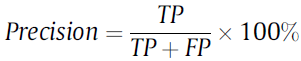 Precision = TP / TP + FP × 100%